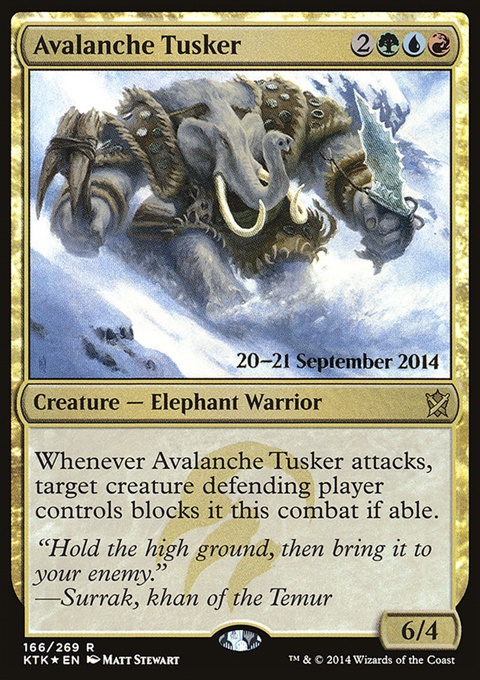 Avalanche Tusker 2
20–21 September 2014
Creature — Elephant Warrior
Whenever Avalanche Tusker attacks,
target creature defending player
controls blocks it this combat if able.
“Hold the high ground, then bring it to
your enemy.”
—Surrak, khan of the Temur
6/4
166/269 R
KTK★EN Matt Stewart
™ & © 2014 Wizards of the Coast